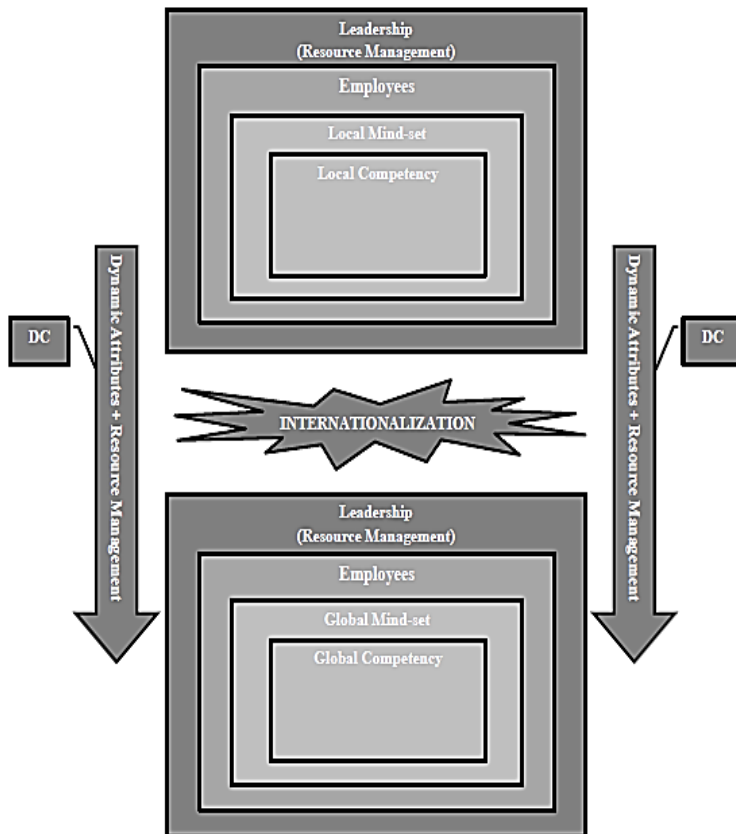 Leadership
(Resource Management)
Employees
Local Mind-set
Local Competency
Dynamic Attributes + Resource Management
DC
DC
Dynamic Attributes + Resource Management
INTERNATIONALIZATION
Leadership
(Resource Management)
Employees
Global Mind-set
Global Competency